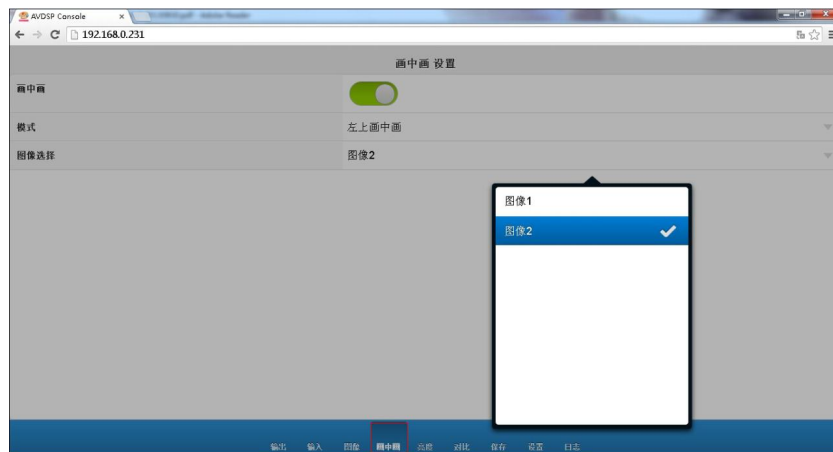 AVDSP Console
192.168.0.231
画中画 设置
画中画
模式 左上画中画
图像选择 图像2
图像1
图像2
输出 输入 图像 画中画 亮度 对比 保存 设置 日志